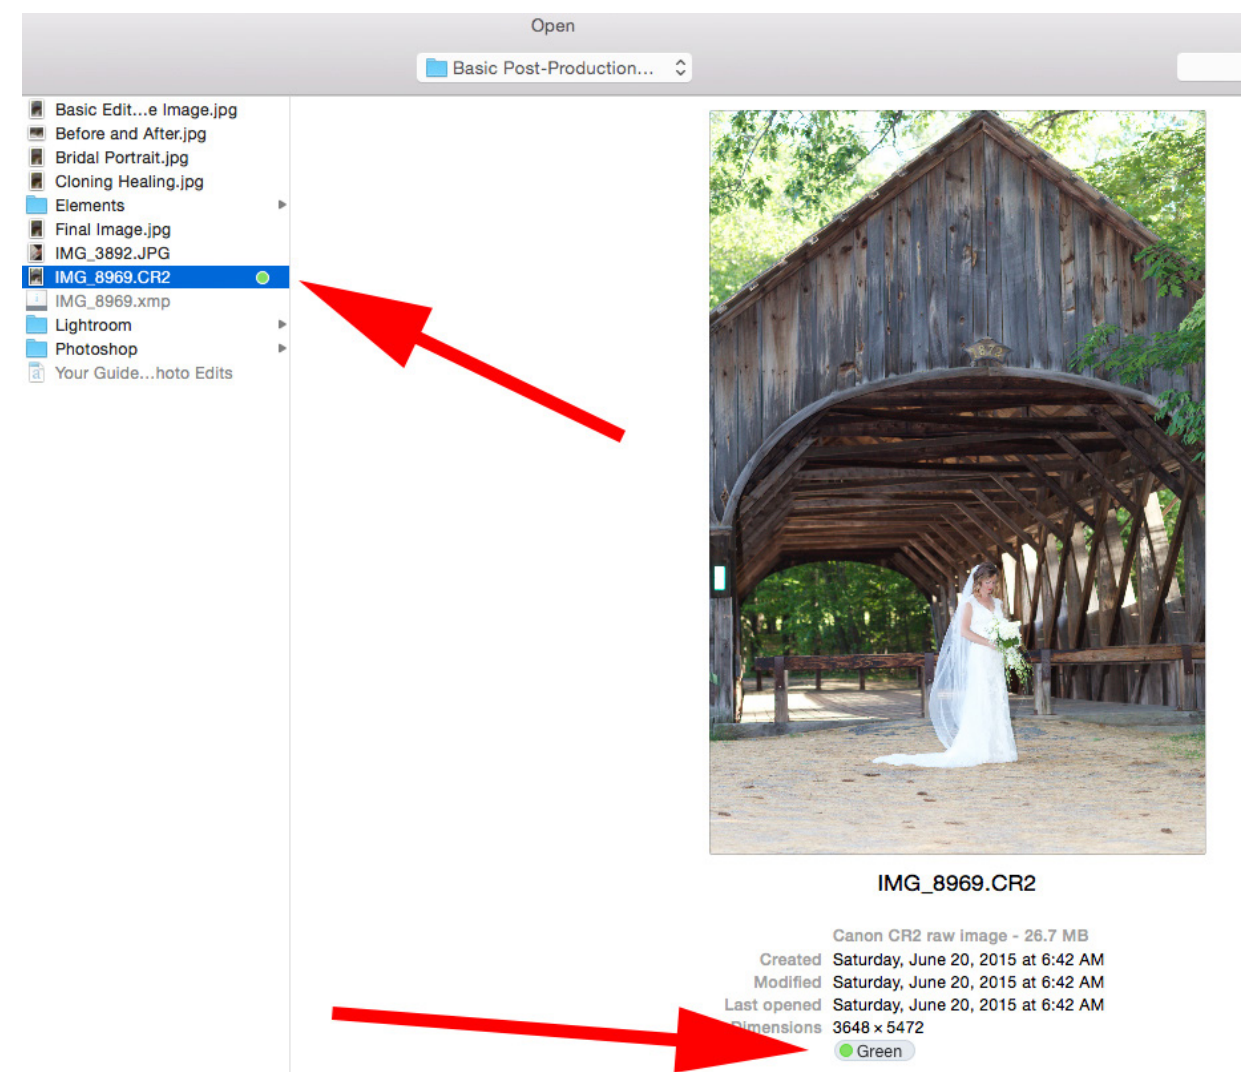 Open
Basic Post-Production...
Basic Edit...e Image.jpg
Before and After.jpg
Bridal Portrait.jpg
Cloning Healing.jpg
Elements
Final Image.jpg
IMG_3892.JPG
IMG_8969.CR2
IMG_8969.xmp
Lightroom
Photoshop
Your Guide...hoto Edits
1872
IMG_8969.CR2
Canon CR2 raw image - 26.7 MB
Created Saturday, June 20, 2015 at 6:42 AM
Modified Saturday, June 20, 2015 at 6:42 AM
Last opened Saturday, June 20, 2015 at 6:42 AM
Dimensions 3648 × 5472
Green